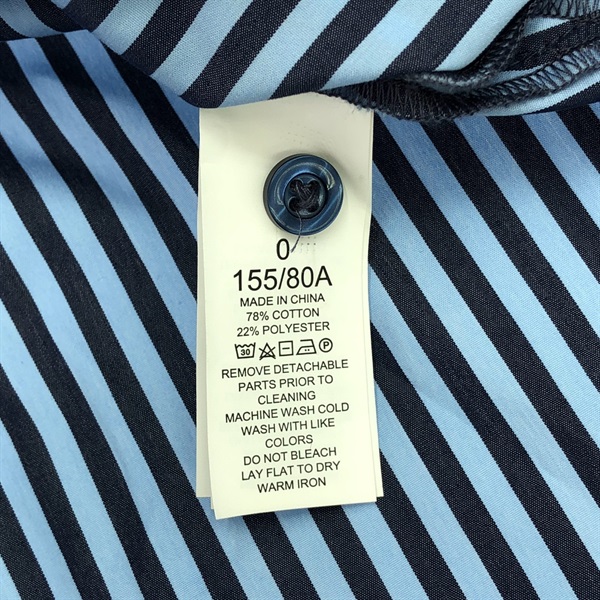 0
155/80A
MADE IN CHINA
78% COTTON
22% POLYESTER
30 P
REMOVE DETACHABLE
PARTS PRIOR TO
CLEANING
MACHINE WASH COLD
WASH WITH LIKE
COLORS
DO NOT BLEACH
LAY FLAT TO DRY
WARM IRON